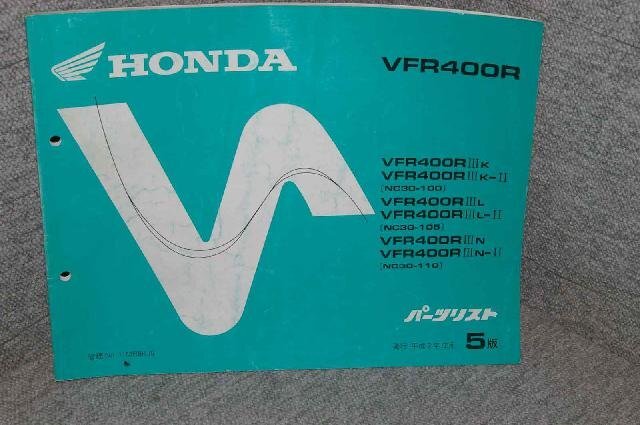 HONDA
VFR400R
VFR400RⅢK
VFR400RⅢK-Ⅱ
(NC30-100)
VFR400RⅢL
VFR400RⅢL-Ⅱ
(NC30-105)
VFR400RⅢN
VFR400RⅢN-Ⅱ
(NC30-110)
パーツリスト
5版